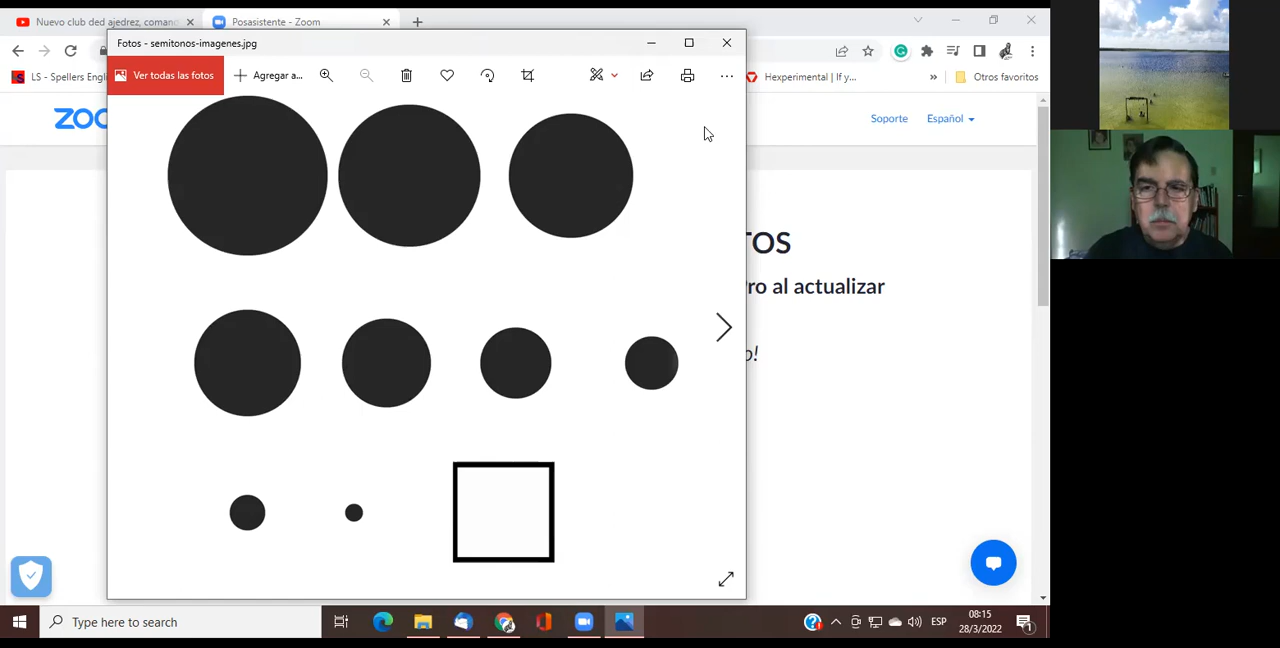 Nuevo club ded ajedrez, comand
Posasistente - Zoom
Fotos - semitonos-imagenes.jpg
LS - Spellers Engli
Ver todas las fotos
Agregar a...
Hexperimental | If y...
»
Otros favoritos
ZOO
Soporte
Español
TOS
rro al actualizar
o!
Type here to search
ESP
08:15
28/3/2022
1